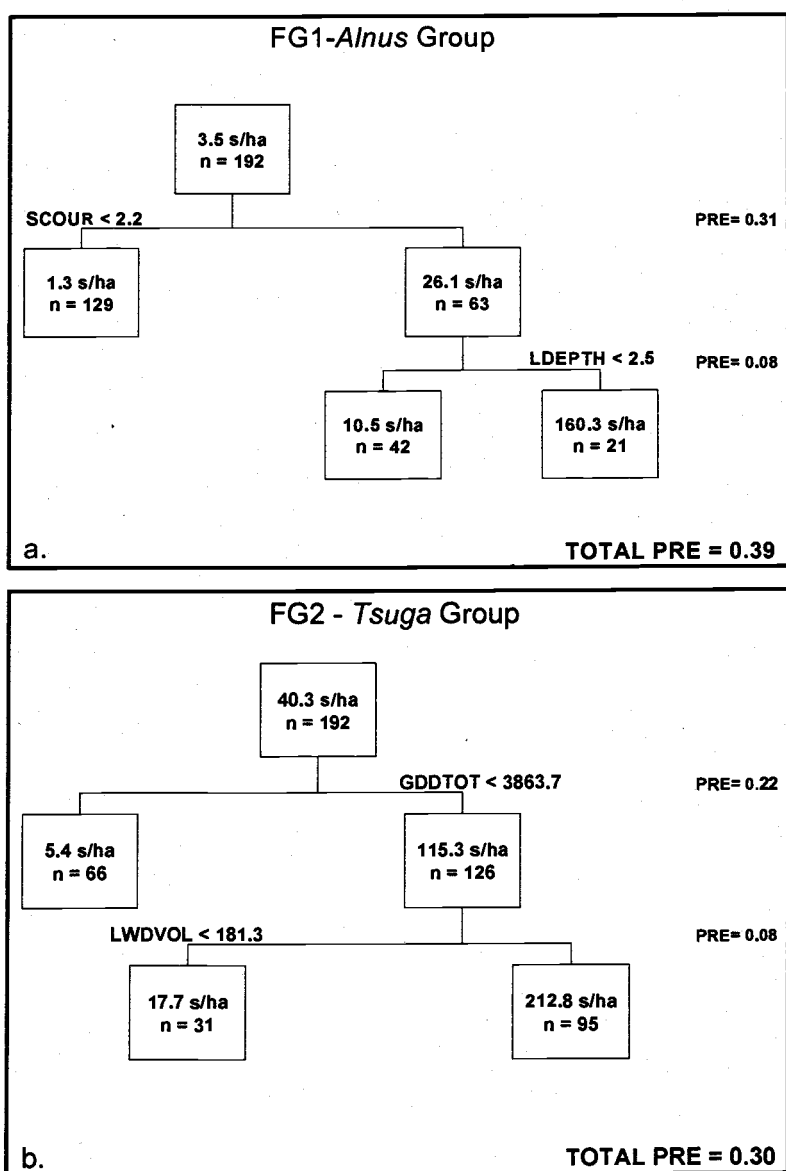 FG1-Alnus Group
3.5 s/ha
n = 192
SCOUR < 2.2
PRE= 0.31
1.3 s/ha
n = 129
26.1 s/ha
n = 63
LDEPTH < 2.5
PRE= 0.08
10.5 s/ha
n = 42
160.3 s/ha
n = 21
a.
TOTAL PRE = 0.39
FG2 - Tsuga Group
40.3 s/ha
n = 192
GDDTOT < 3863.7
PRE= 0.22
5.4 s/ha
n = 66
115.3 s/ha
n = 126
LWDVOL < 181.3
PRE= 0.08
17.7 s/ha
n = 31
212.8 s/ha
n = 95
b.
TOTAL PRE = 0.30